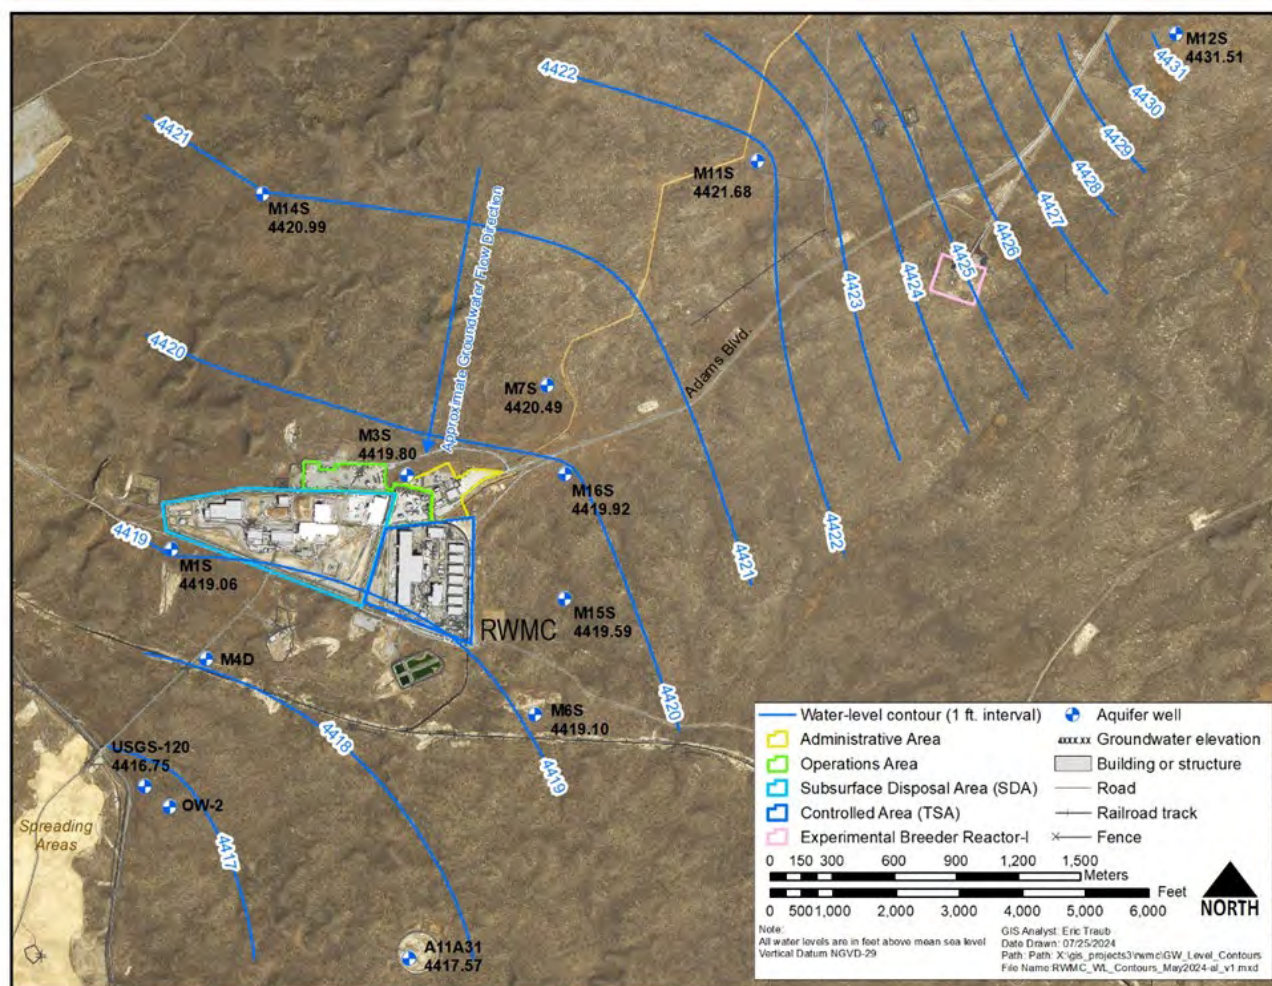 M12S
4431.51
4431
4430
4429
4428
4427
4426
4425
4424
4423
4422
4422
4421
M11S
4421.68
M14S
4420.99
Approximate Groundwater Flow Direction
Adams Blvd.
4420
M7S
4420.49
M3S
4419.80
M16S
4419.92
4419
M1S
4419.06
4421
M15S
4419.59
RWMC
M4D
M6S
4419.10
4420
4418
4419
USGS-120
4416.75
OW-2
Spreading
Areas
4417
A11A31
4417.57
Water-level contour (1 ft. interval)
Administrative Area
Operations Area
Subsurface Disposal Area (SDA)
Controlled Area (TSA)
Experimental Breeder Reactor-I
Aquifer well
xxxx.xx Groundwater elevation
Building or structure
Road
Railroad track
Fence
0 150 300 600 900 1,200 1,500
Meters
Feet
0 500 1,000 2,000 3,000 4,000 5,000 6,000
NORTH
Note:
All water levels are in feet above mean sea level
Vertical Datum NGVD-29
GIS Analyst: Eric Traub
Date Drawn: 07/25/2024
Path: Path: X:\gis_projects3\rwmc\GW_Level_Contours
File Name:RWMC_WL_Contours_May2024-al_v1.mxd